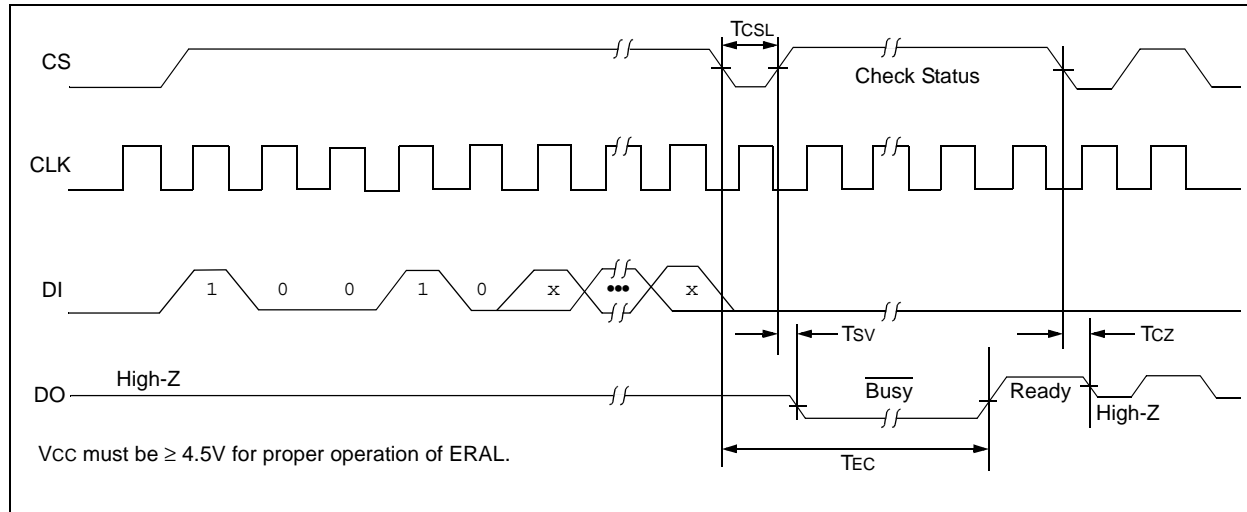 TCSL
CS
Check Status
CLK
DI
1 0 0 1 0 x ••• x
TSV
TCZ
High-Z
DO
Busy
Ready
High-Z
VCC must be ≥ 4.5V for proper operation of ERAL.
TEC